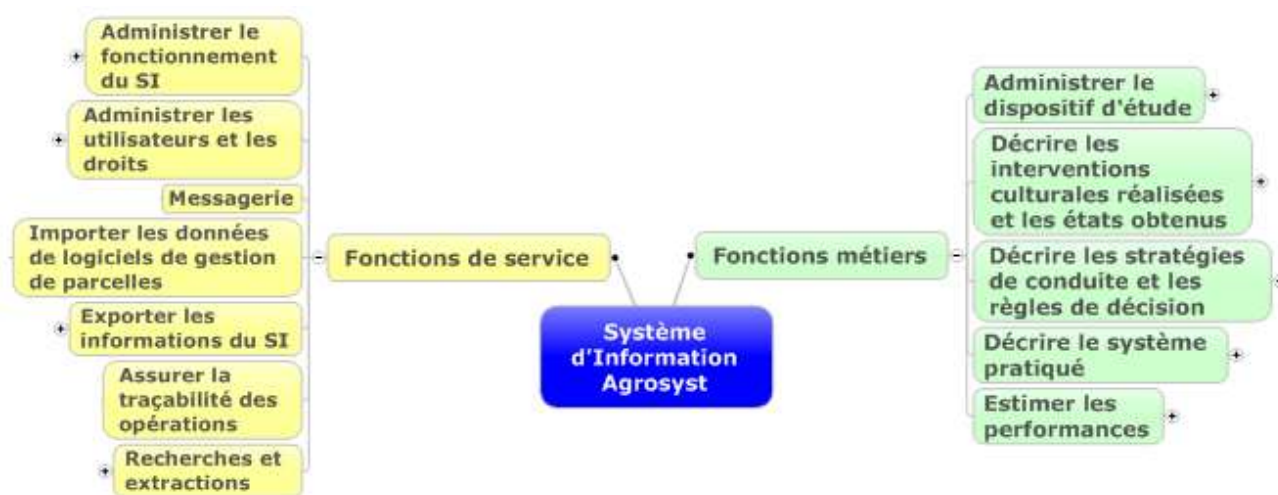 Administrer le
fonctionnement
du SI
Administrer les
utilisateurs et les
droits
Messagerie
Importer les données
de logiciels de gestion
de parcelles
Exporter les
informations du SI
Assurer la
traçabilité des
opérations
Recherches et
extractions
Fonctions de service
Système
d'Information
Agrosyst
Fonctions métiers
Administrer le
dispositif d'étude
Décrire les
interventions
culturales réalisées
et les états obtenus
Décrire les stratégies
de conduite et les
règles de décision
Décrire le système
pratiqué
Estimer les
performances